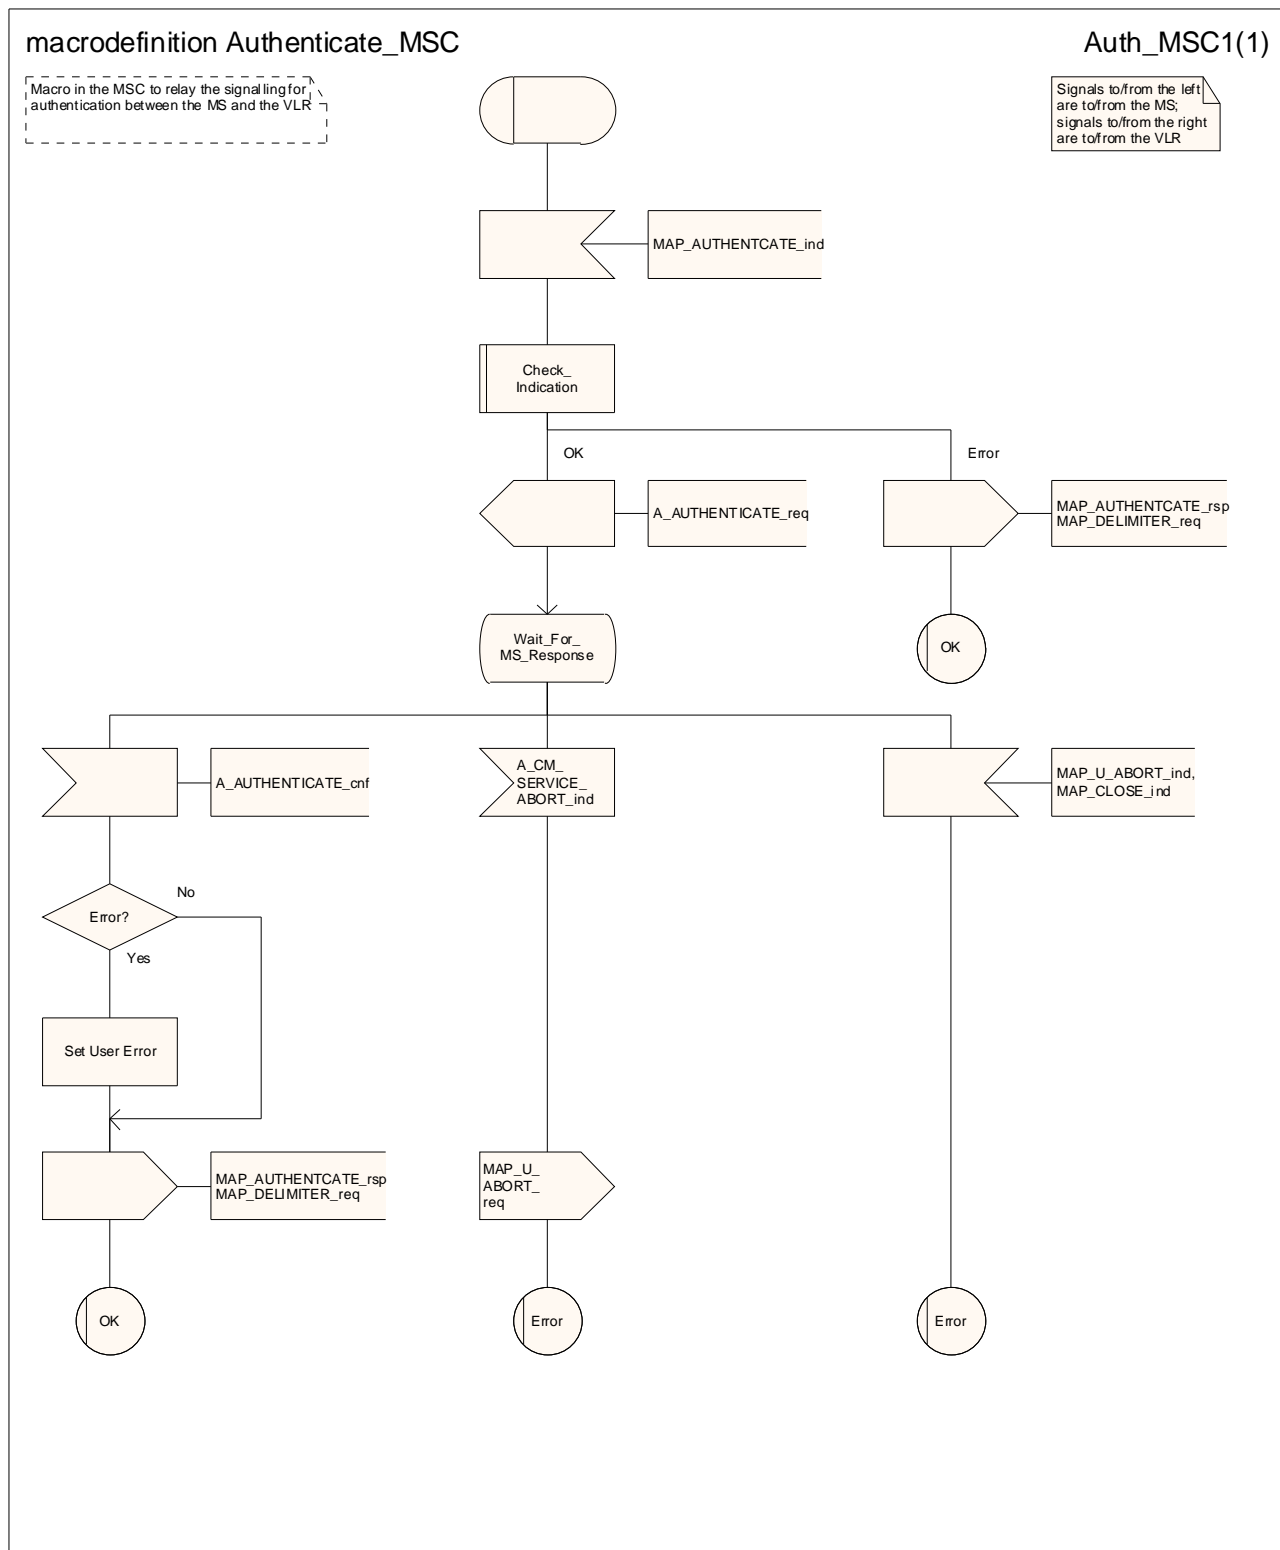 macrodefinition Authenticate_MSC
Auth_MSC1(1)
Macro in the MSC to relay the signalling for
authentication between the MS and the VLR
Signals to/from the left
are to/from the MS;
signals to/from the right
are to/from the VLR
MAP_AUTHENTCATE_ind
Check_
Indication
OK
Error
A_AUTHENTICATE_req
MAP_AUTHENTCATE_rsp
MAP_DELIMITER_req
Wait_For_
MS_Response
OK
A_AUTHENTICATE_cnf
A_CM_
SERVICE_
ABORT_ind
MAP_U_ABORT_ind,
MAP_CLOSE_ind
No
Error?
Yes
Set User Error
MAP_AUTHENTCATE_rsp
MAP_DELIMITER_req
MAP_U_
ABORT_
req
OK
Error
Error